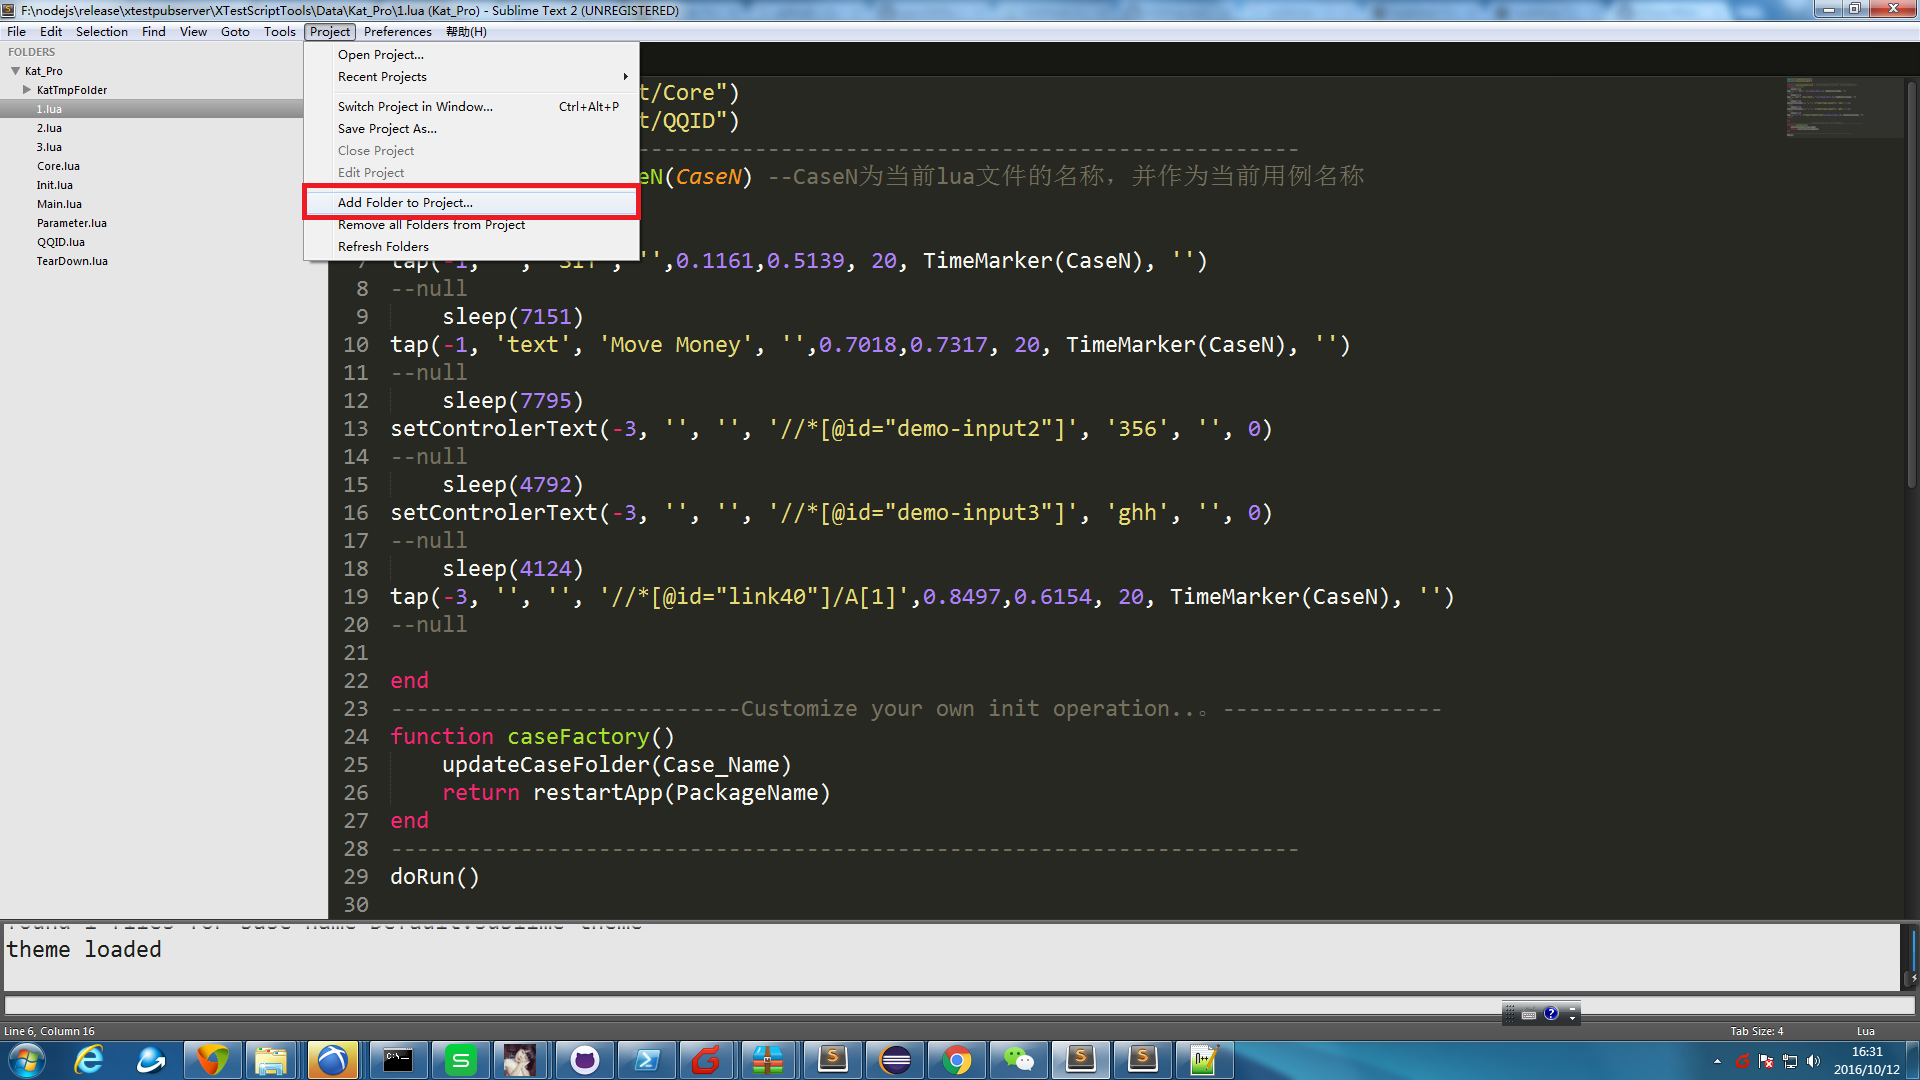 F:\nodejs\release\xtestpubserver\XTestScriptTools\Data\Kat_Pro\1.lua (Kat_Pro) - Sublime Text 2 (UNREGISTERED)
File Edit Selection Find View Goto Tools Project Preferences 帮助(H)
FOLDERS
Kat_Pro
KatTmpFolder
1.lua
2.lua
3.lua
Core.lua
Init.lua
Main.lua
Parameter.lua
QQID.lua
TearDown.lua
Open Project...
Recent Projects
Switch Project in Window... Ctrl+Alt+P
Save Project As...
Close Project
Edit Project
Add Folder to Project...
Remove all Folders from Project
Refresh Folders
t/Core")
t/QQID")
---------------------------------------------------
eN(CaseN) --CaseN为当前lua文件的名称，并作为当前用例名称
'',0.1161,0.5139, 20, TimeMarker(CaseN), '')
8 --null
9 sleep(7151)
10 tap(-1, 'text', 'Move Money', '',0.7018,0.7317, 20, TimeMarker(CaseN), '')
11 --null
12 sleep(7795)
13 setControlerText(-3, '', '', '//*[@id="demo-input2"]', '356', '', 0)
14 --null
15 sleep(4792)
16 setControlerText(-3, '', '', '//*[@id="demo-input3"]', 'ghh', '', 0)
17 --null
18 sleep(4124)
19 tap(-3, '', '', '//*[@id="link40"]/A[1]',0.8497,0.6154, 20, TimeMarker(CaseN), '')
20 --null
21
22 end
23 ---------------------------Customize your own init operation..。-----------------
24 function caseFactory()
25 updateCaseFolder(Case_Name)
26 return restartApp(PackageName)
27 end
28 ----------------------------------------------------------------------
29 doRun()
30
theme loaded
Line 6, Column 16 Tab Size: 4 Lua
16:31
2016/10/12